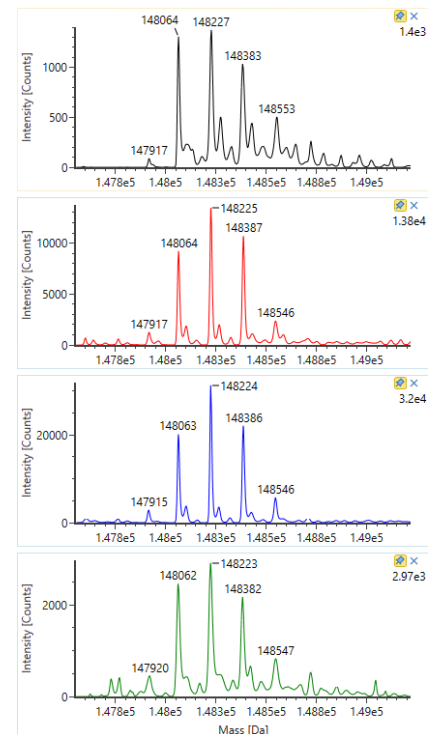 148064 148227
1.4e3
148383
1000
148553
500
147917
0
Intensity [Counts]
1.478e5 1.48e5 1.483e5 1.485e5 1.488e5 1.49e5
148225
1.38e4
148387
10000
148064
5000
147917
148546
0
Intensity [Counts]
1.478e5 1.48e5 1.483e5 1.485e5 1.488e5 1.49e5
148224
3.2e4
148386
148063
20000
148546
147915
0
Intensity [Counts]
1.478e5 1.48e5 1.483e5 1.485e5 1.488e5 1.49e5
148223
2.97e3
148062
148382
2000
148547
147920
0
Intensity [Counts]
1.478e5 1.48e5 1.483e5 1.485e5 1.488e5 1.49e5
Mass [Da]